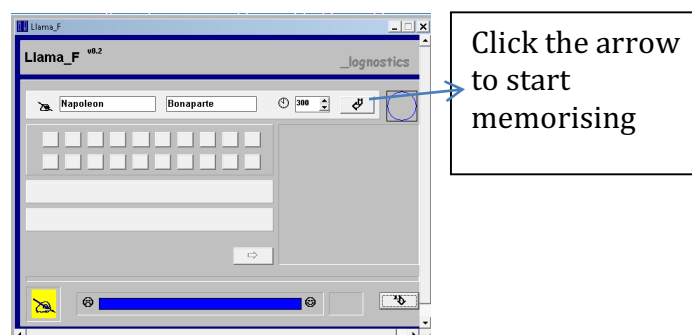 Llama_F
Llama_F v0.2
_lognostics
Napoleon Bonaparte 300
Click the arrow
to start
memorising